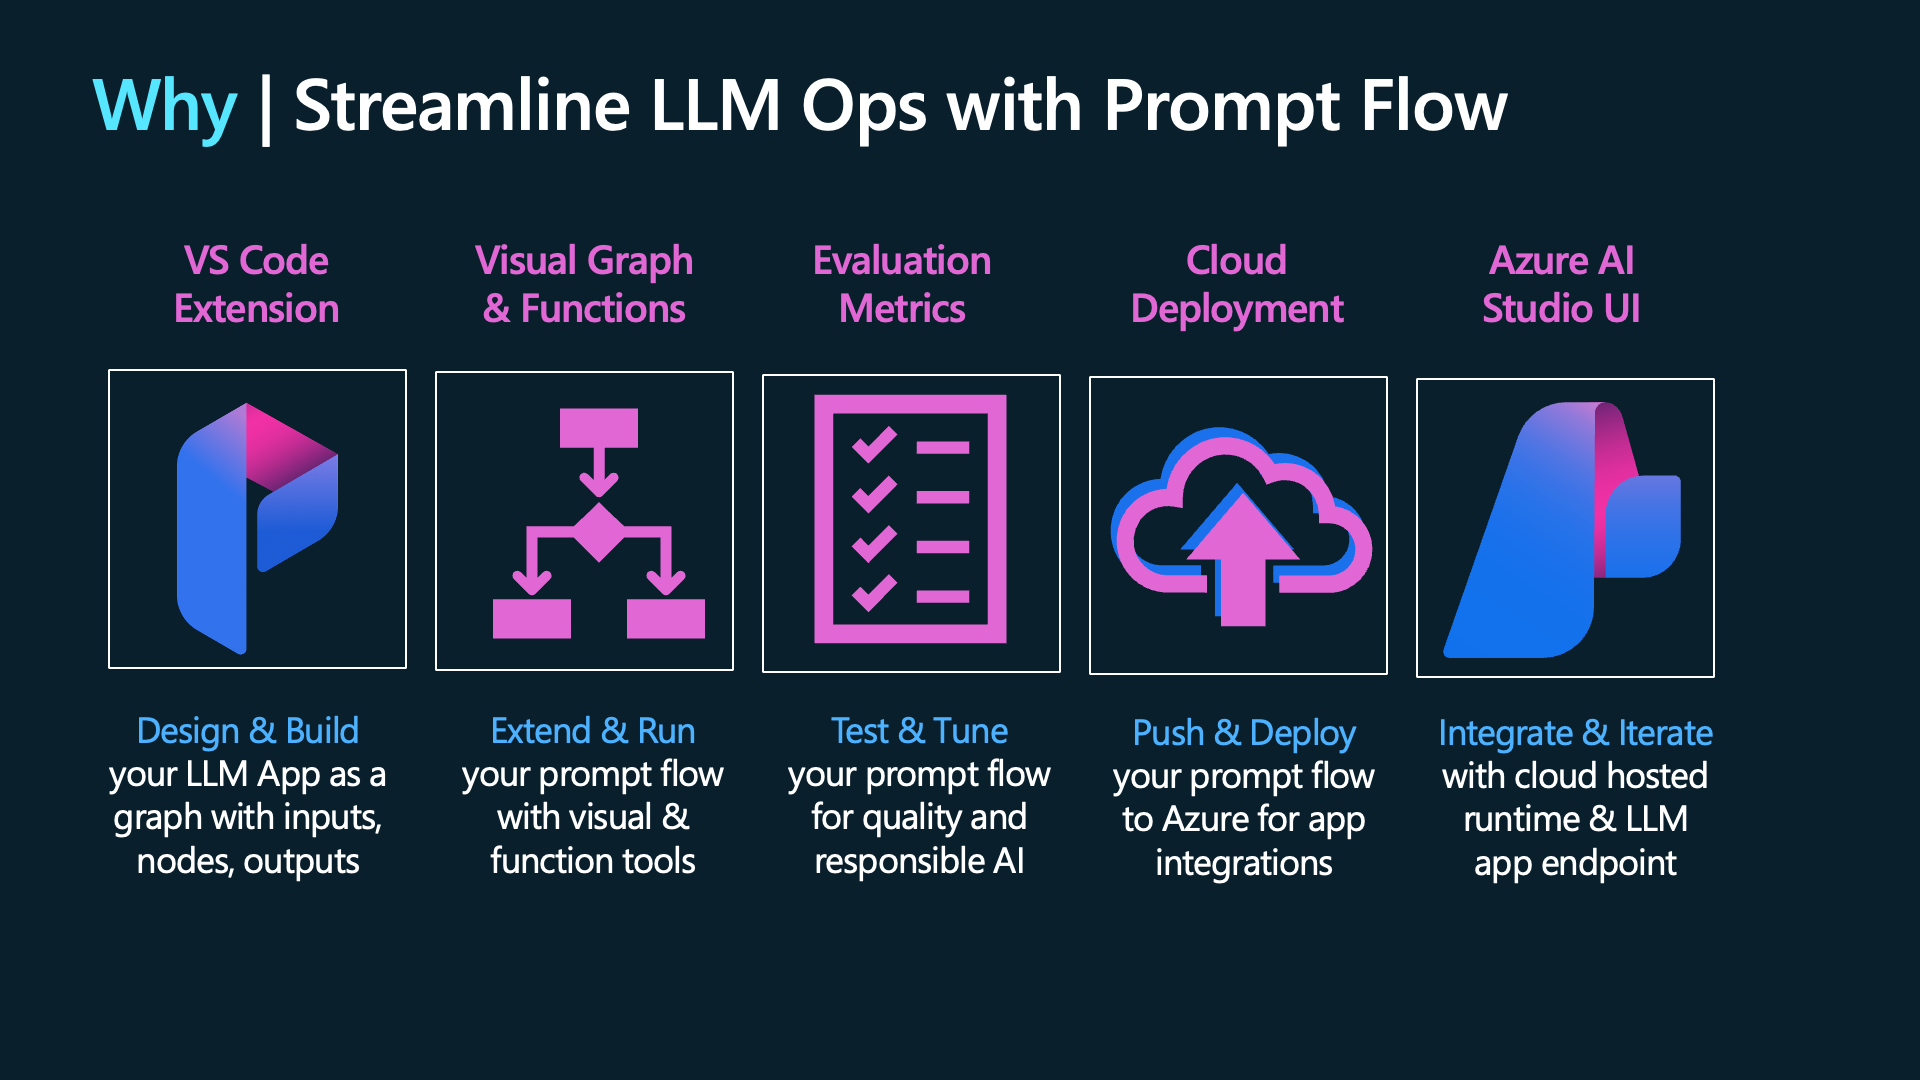 Why | Streamline LLM Ops with Prompt Flow
VS Code
Extension
Visual Graph
& Functions
Evaluation
Metrics
Cloud
Deployment
Azure AI
Studio UI
Design & Build
your LLM App as a
graph with inputs,
nodes, outputs
Extend & Run
your prompt flow
with visual &
function tools
Test & Tune
your prompt flow
for quality and
responsible AI
Push & Deploy
your prompt flow
to Azure for app
integrations
Integrate & Iterate
with cloud hosted
runtime & LLM
app endpoint